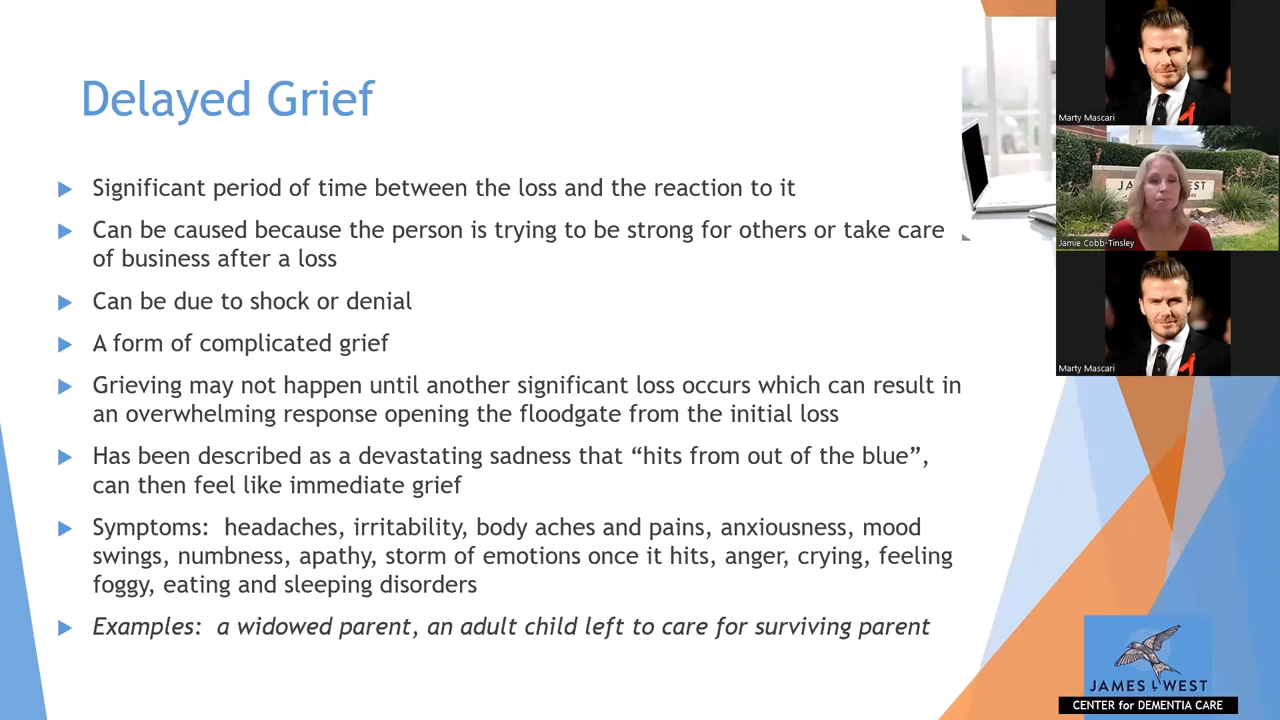 Delayed Grief
Significant period of time between the loss and the reaction to it
Can be caused because the person is trying to be strong for others or take care
of business after a loss
Can be due to shock or denial
A form of complicated grief
Grieving may not happen until another significant loss occurs which can result in
an overwhelming response opening the floodgate from the initial loss
Has been described as a devastating sadness that “hits from out of the blue”,
can then feel like immediate grief
Symptoms: headaches, irritability, body aches and pains, anxiousness, mood
swings, numbness, apathy, storm of emotions once it hits, anger, crying, feeling
foggy, eating and sleeping disorders
Examples: a widowed parent, an adult child left to care for surviving parent
Marty Mascari
Jamie Cobb-Tinsley
Marty Mascari
JAMES L WEST
CENTER for DEMENTIA CARE